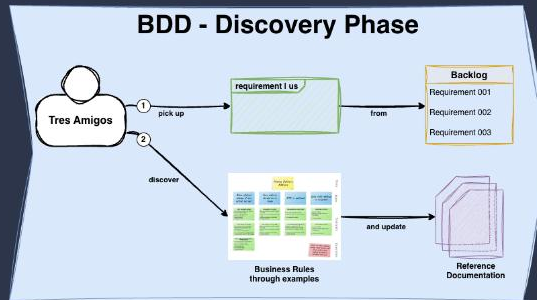 BDD - Discovery Phase
Tres Amigos
1
pick up
requirement | us
from
Backlog
Requirement 001
Requirement 002
Requirement 003
2
discover
Business Rules
through examples
and update
Reference
Documentation